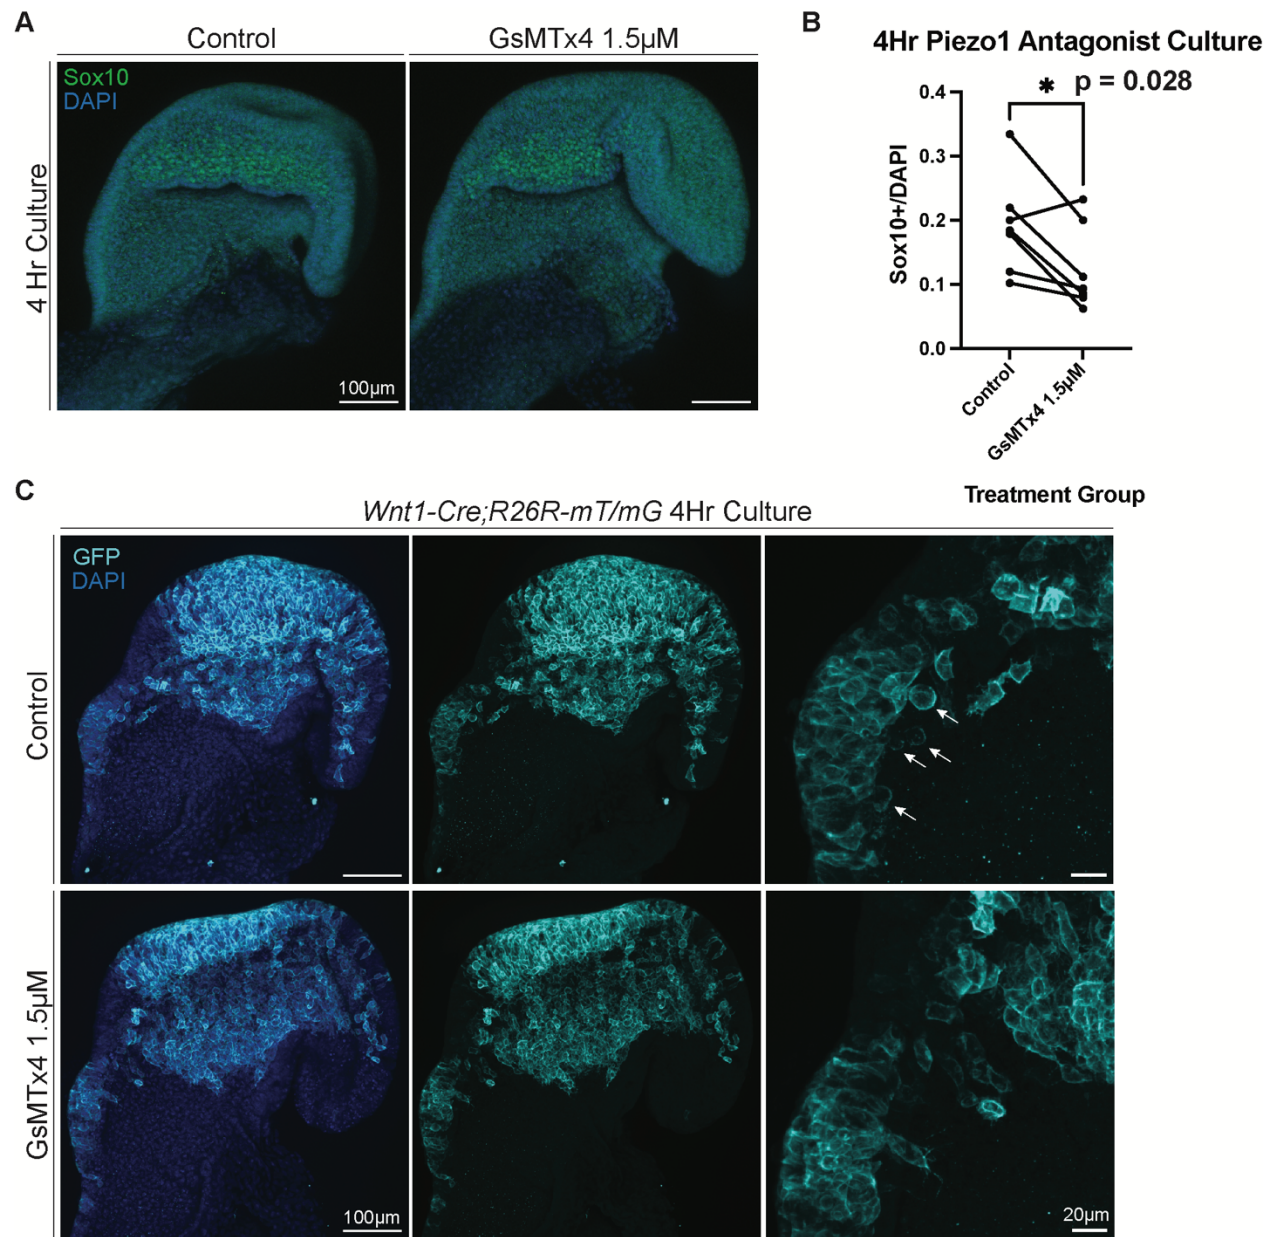 A
Control
GsMTx4 1.5µM
Sox10
DAPI
4 Hr Culture
100µm
B
4Hr Piezo1 Antagonist Culture
* p = 0.028
0.4
0.3
0.2
0.1
0.0
Sox10+/DAPI
Control
GsMTx4 1.5µM
Treatment Group
C
Wnt1-Cre;R26R-mT/mG 4Hr Culture
GFP
DAPI
Control
GsMTx4 1.5µM
100µm
20µm